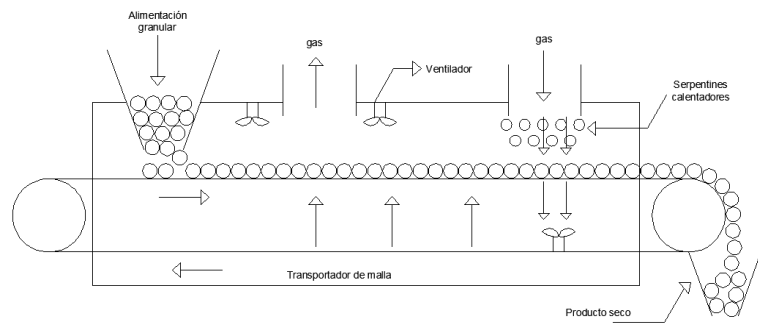 Alimentación
granular
gas
Ventilador
gas
Serpentines
calentadores
Transportador de malla
Producto seco